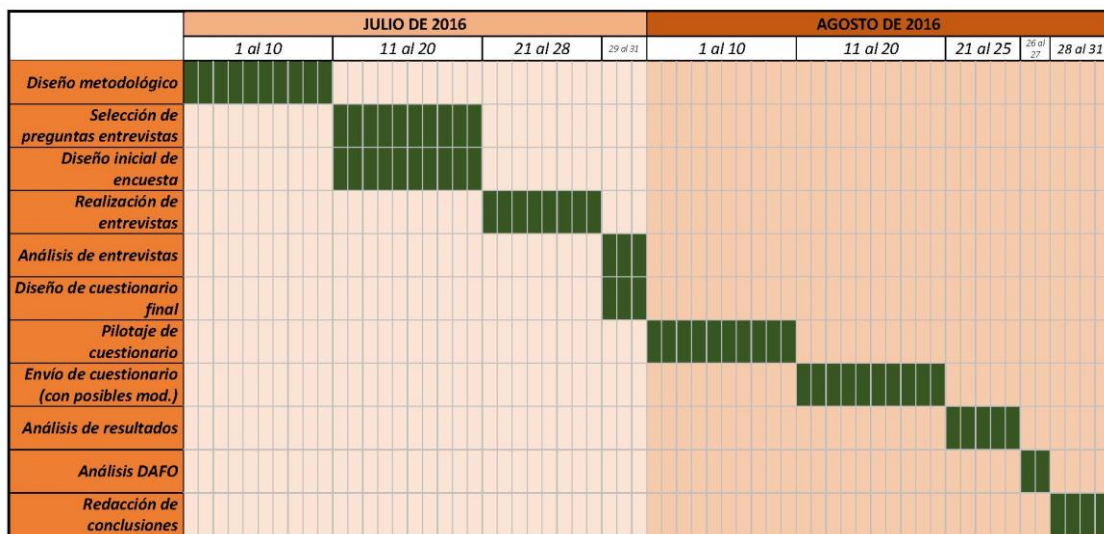 JULIO DE 2016 AGOSTO DE 2016
1 al 10 11 al 20 21 al 28 29 al 31 1 al 10 11 al 20 21 al 25 26 al 27 28 al 31
Diseño metodológico
Selección de
preguntas entrevistas
Diseño inicial de
encuesta
Realización de
entrevistas
Análisis de entrevistas
Diseño de cuestionario
final
Pilotaje de
cuestionario
Envío de cuestionario
(con posibles mod.)
Análisis de resultados
Análisis DAFO
Redacción de
conclusiones